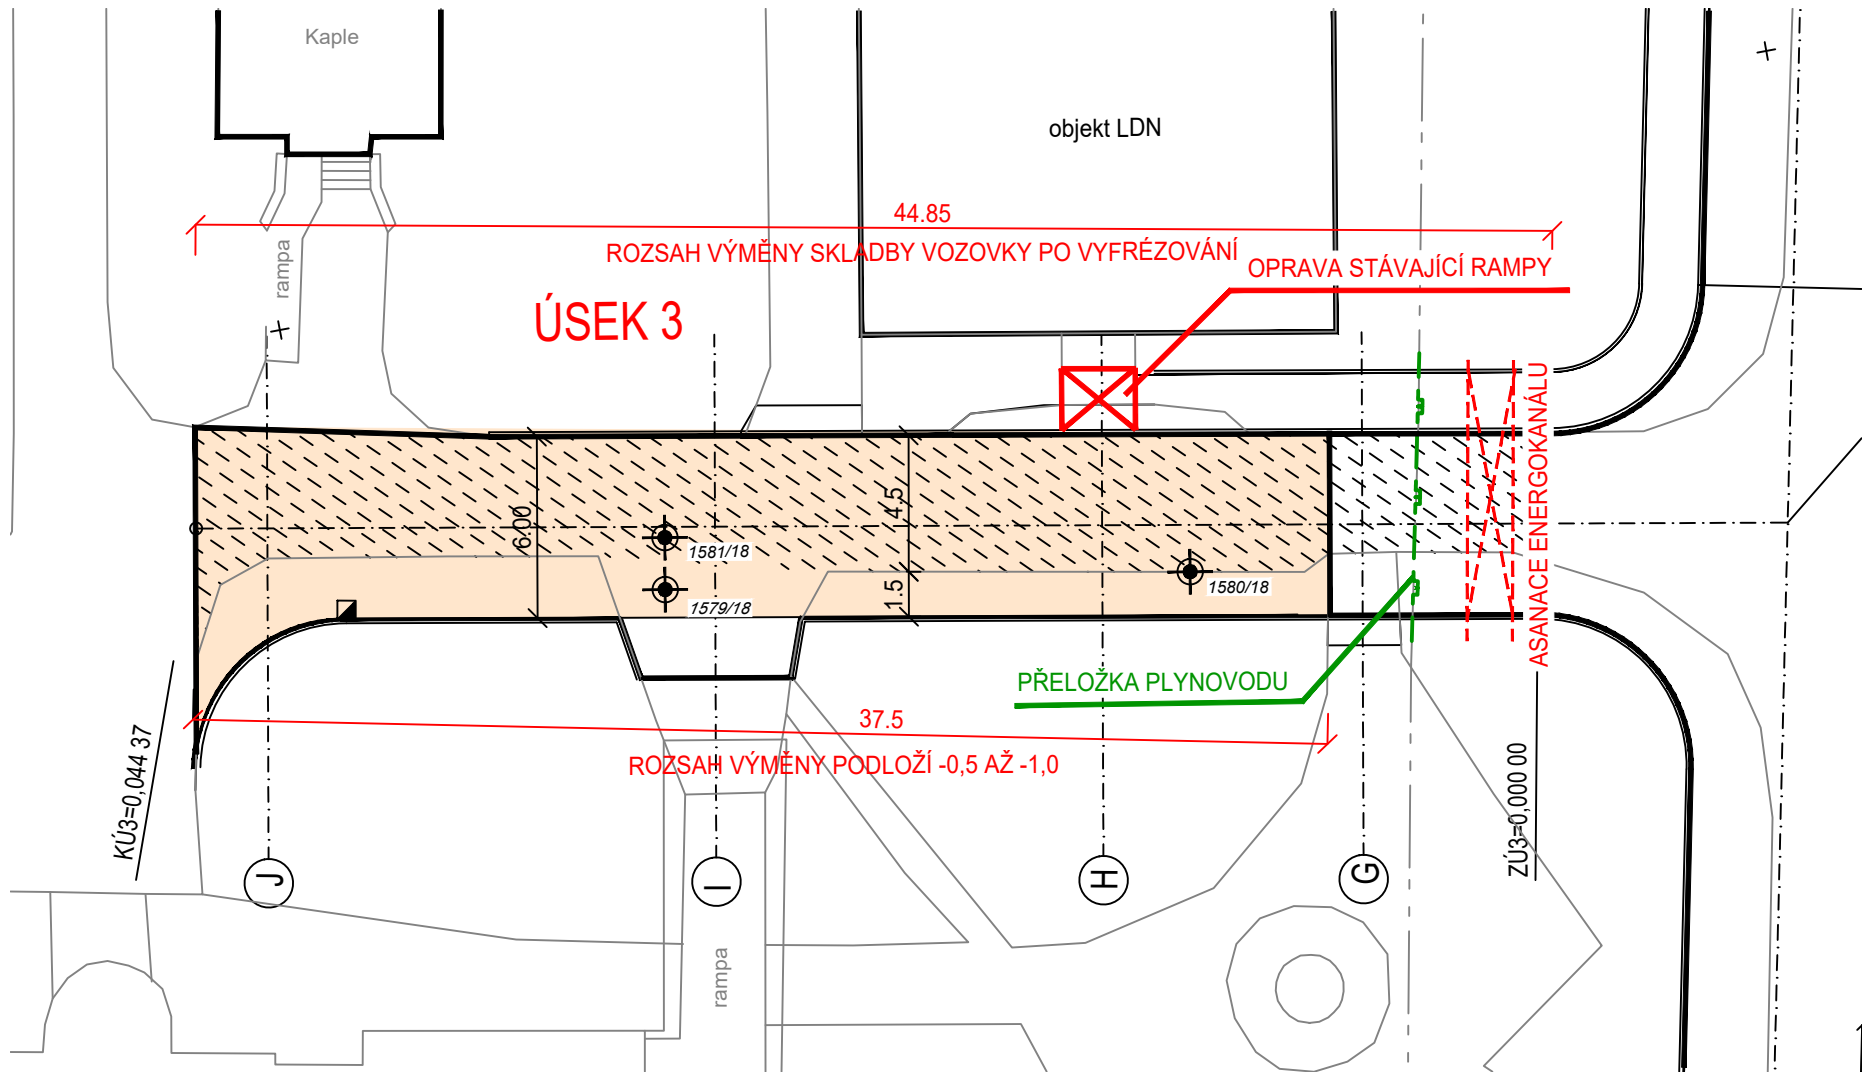 Kaple
objekt LDN
44.85
ROZSAH VÝMĚNY SKLADBY VOZOVKY PO VYFRÉZOVÁNÍ
OPRAVA STÁVAJÍCÍ RAMPY
rampa
ÚSEK 3
ASANACE ENERGOKANÁLU
6.00
4.5
1.5
1581/18
1579/18
1580/18
PŘELOŽKA PLYNOVODU
37.5
ROZSAH VÝMĚNY PODLOŽÍ -0,5 AŽ -1,0
KÚ3=0,044 37
ZÚ3=0,000 00
J
I
H
G
rampa